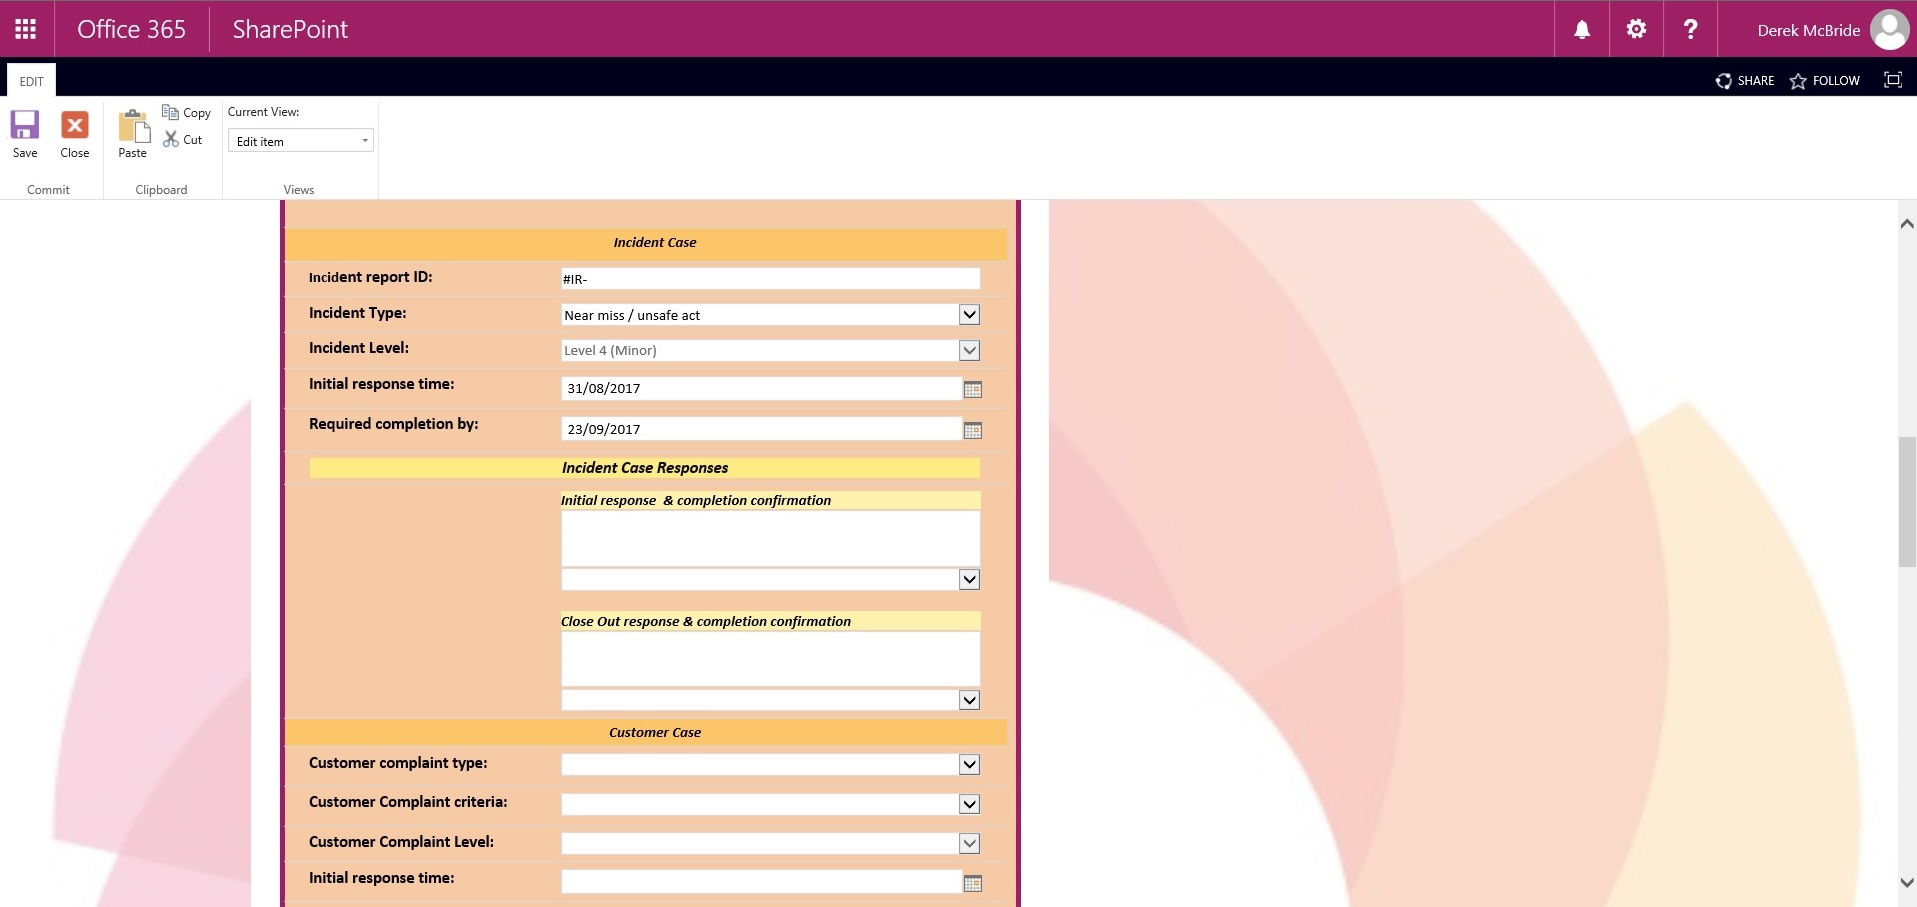 Office 365 SharePoint Derek McBride
EDIT SHARE FOLLOW
Save Close Paste Copy Cut Current View:
Edit item
Commit Clipboard Views
Incident Case
Incident report ID: #IR-
Incident Type: Near miss / unsafe act
Incident Level: Level 4 (Minor)
Initial response time: 31/08/2017
Required completion by: 23/09/2017
Incident Case Responses
Initial response & completion confirmation
Close Out response & completion confirmation
Customer Case
Customer complaint type:
Customer Complaint criteria:
Customer Complaint Level:
Initial response time: